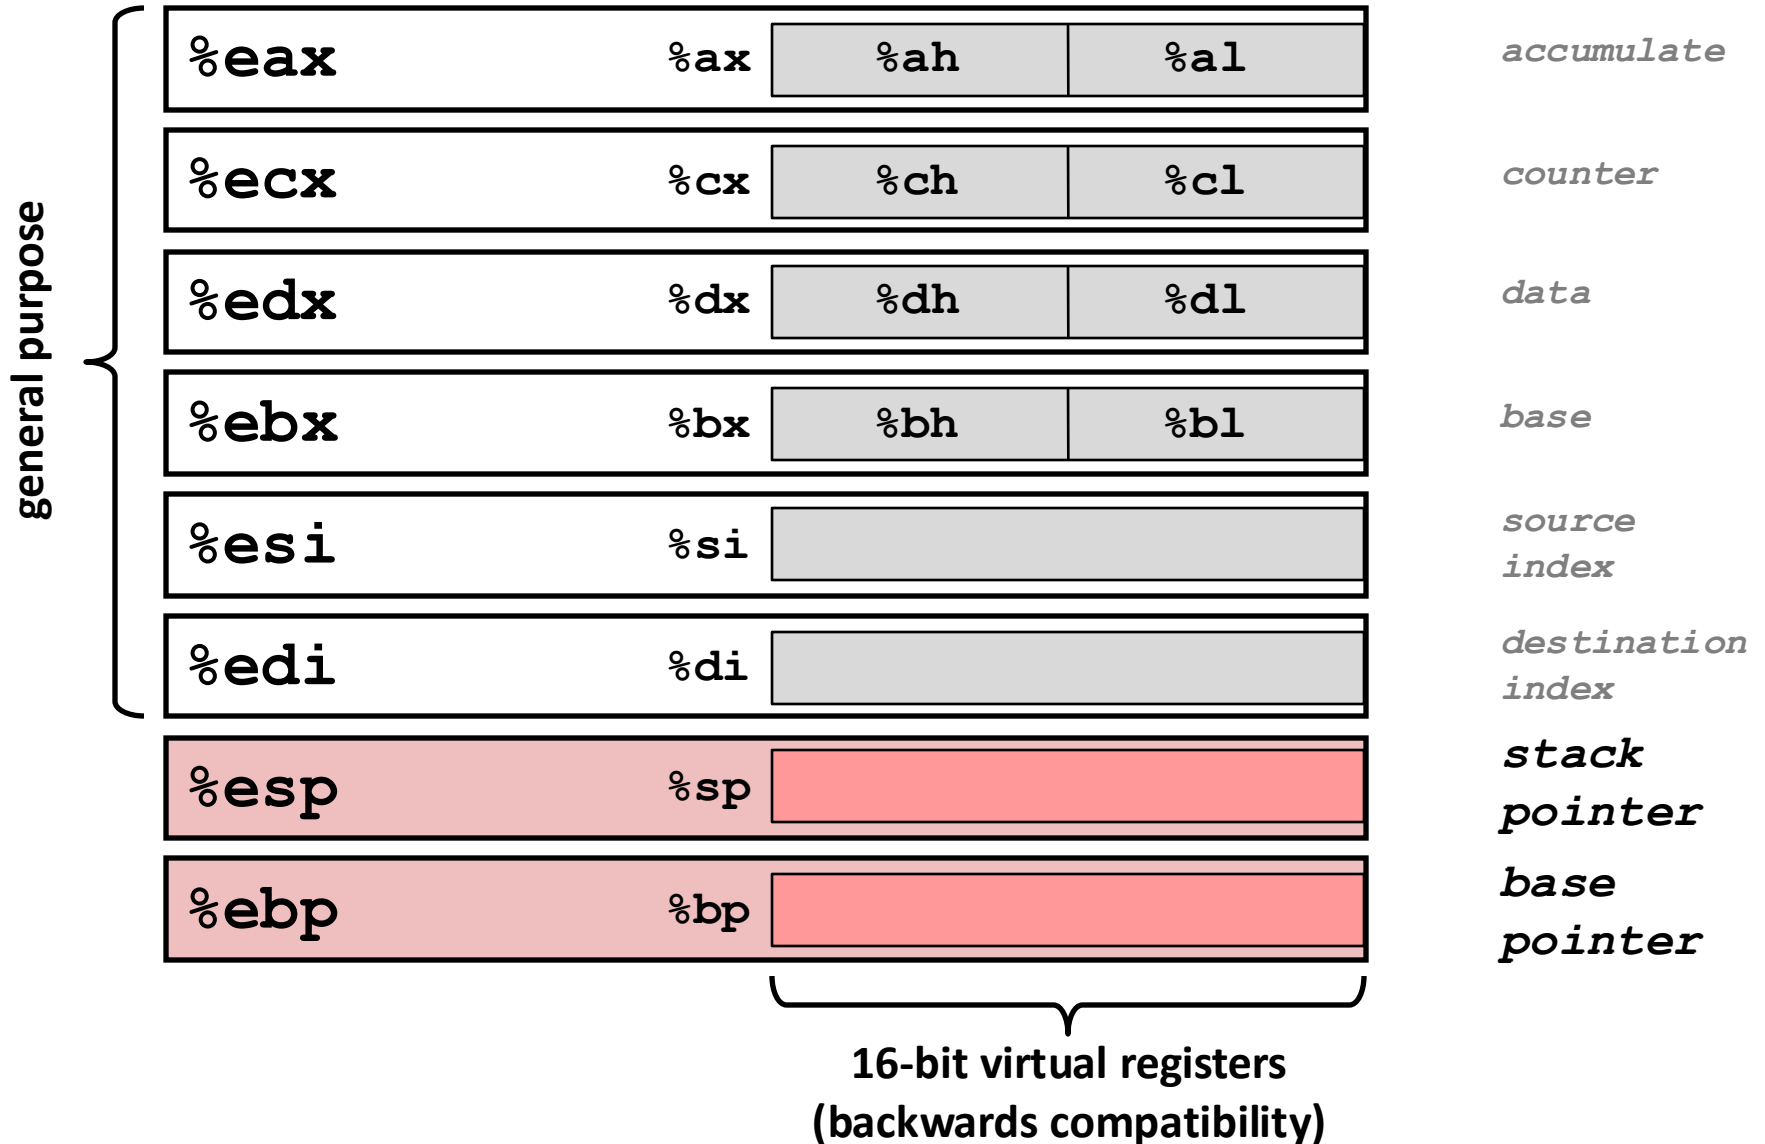 general purpose
%eax %ax %ah %al accumulate
%ecx %cx %ch %cl counter
%edx %dx %dh %dl data
%ebx %bx %bh %bl base
%esi %si source
index
%edi %di destination
index
%esp %sp stack
pointer
%ebp %bp base
pointer
16-bit virtual registers
(backwards compatibility)